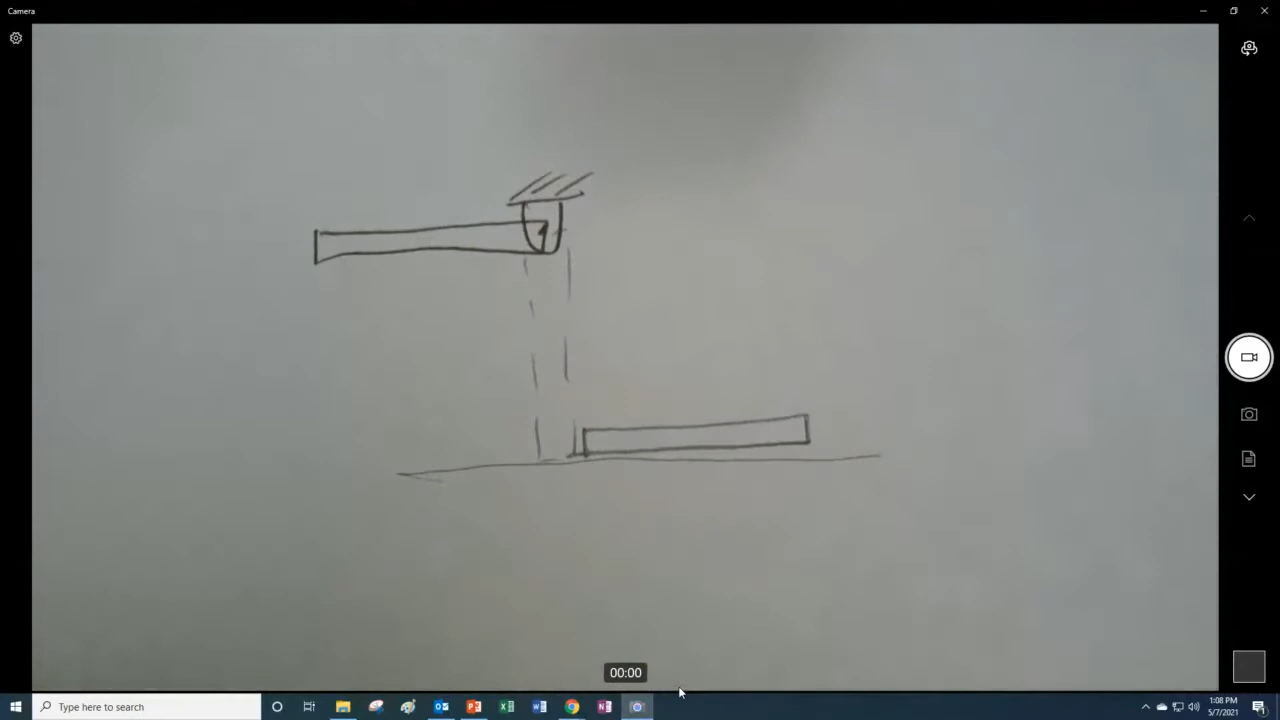 Camera
00:00
Type here to search
1:08 PM
5/7/2021